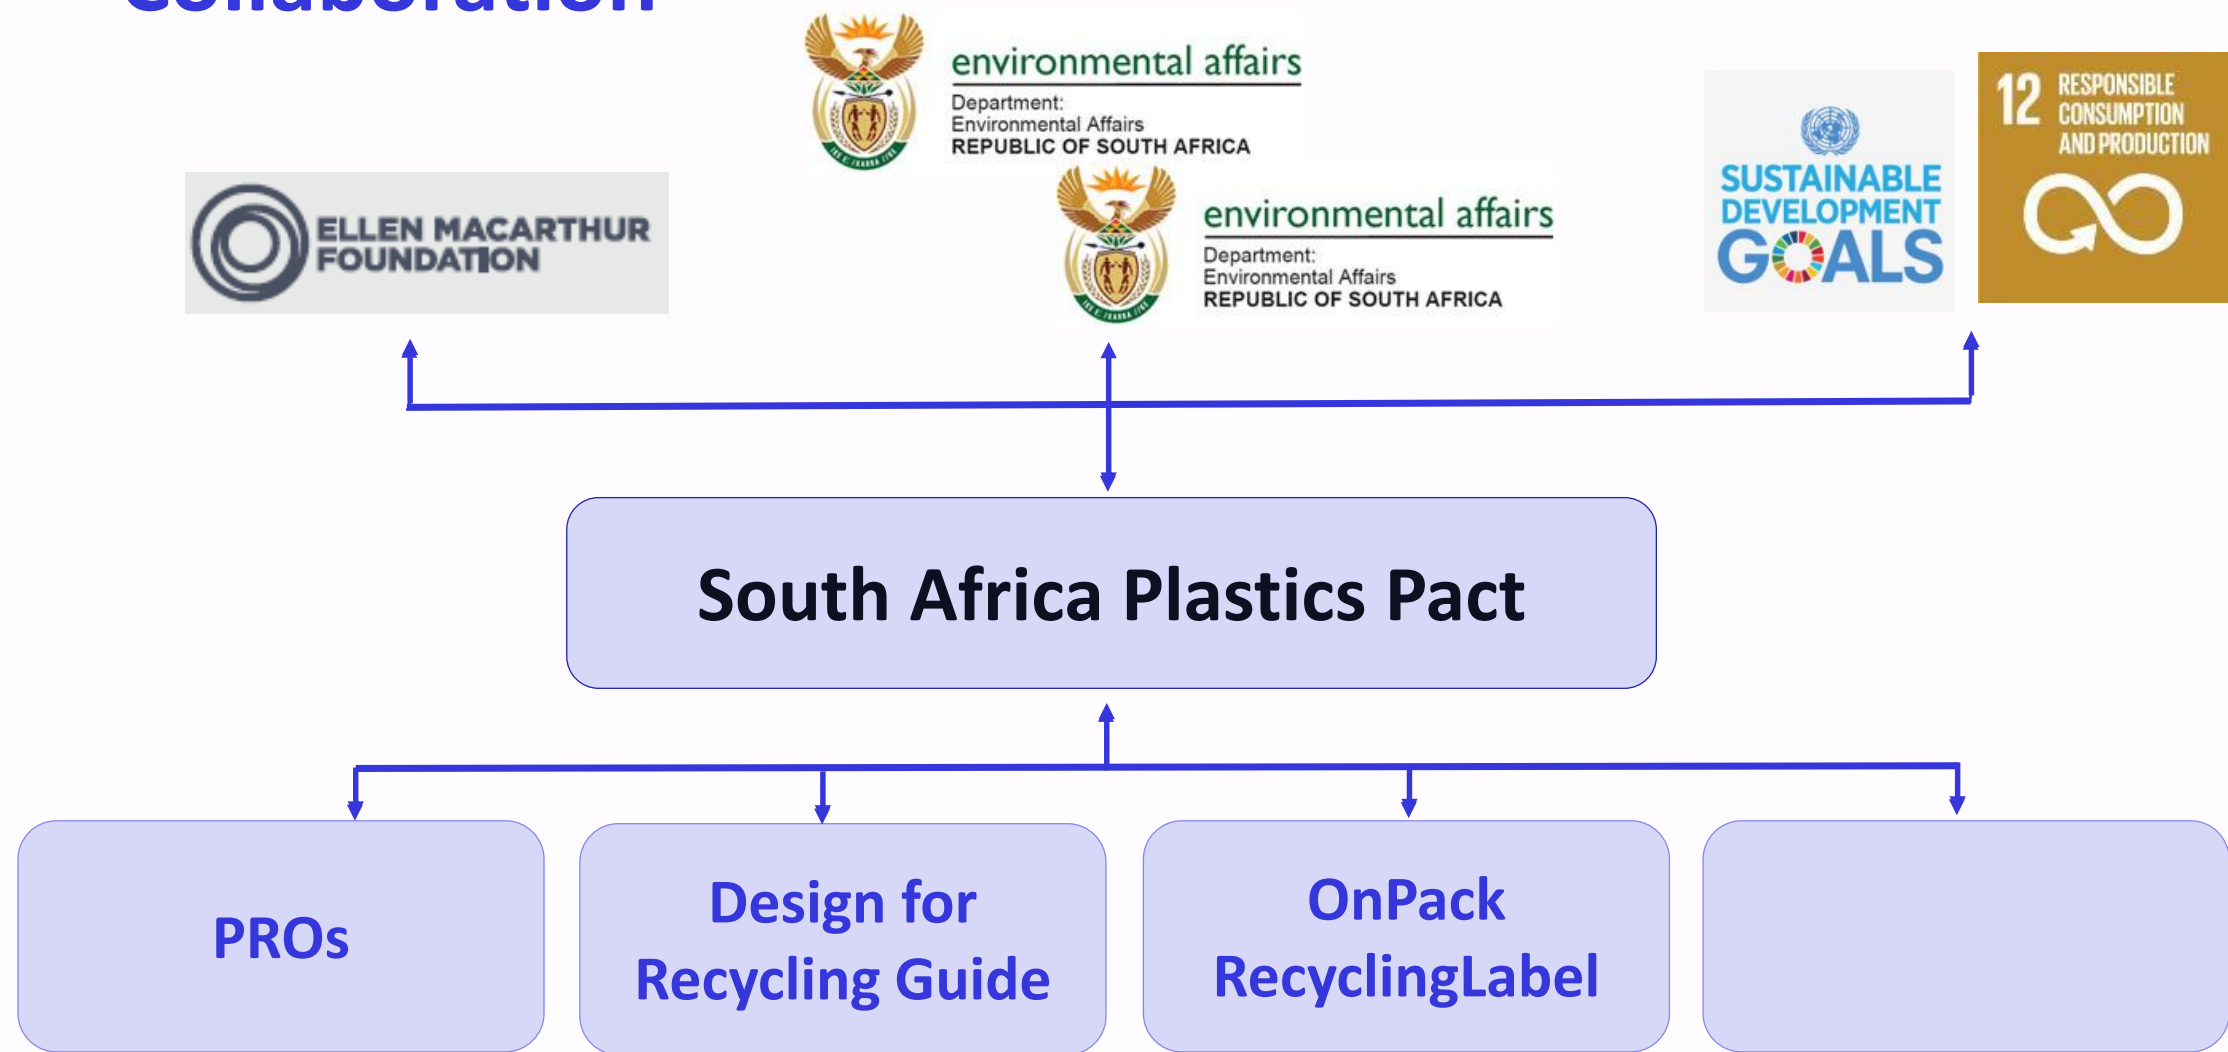 Collaboration
environmental affairs
Department:
Environmental Affairs
REPUBLIC OF SOUTH AFRICA
12 RESPONSIBLE
CONSUMPTION
AND PRODUCTION
SUSTAINABLE
DEVELOPMENT
GOALS
ELLEN MACARTHUR
FOUNDATION
environmental affairs
Department:
Environmental Affairs
REPUBLIC OF SOUTH AFRICA
South Africa Plastics Pact
PROs
Design for
Recycling Guide
OnPack
RecyclingLabel